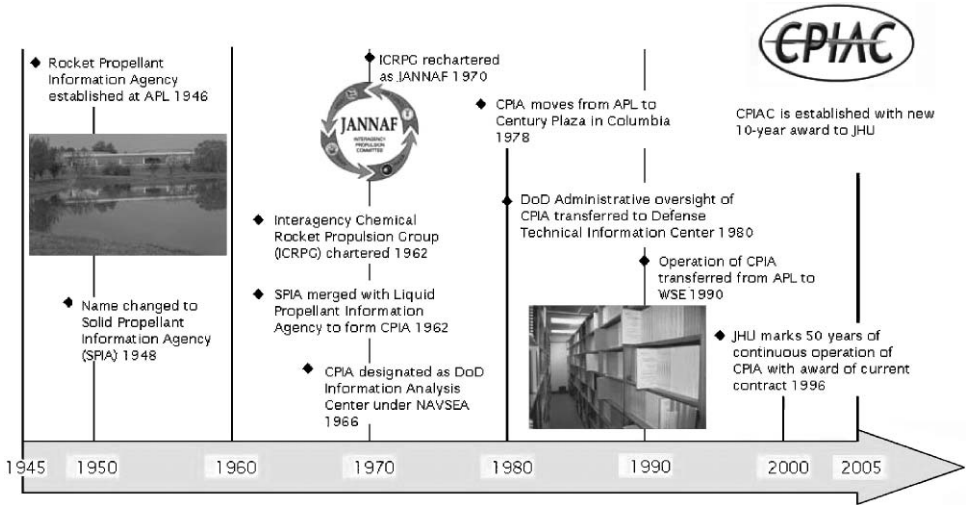 CPIAC
Rocket Propellant
Information Agency
established at APL 1946
ICRPG rechartered
as JANNAF 1970
JANNAF
INTERAGENCY
PROPULSION
COMMITTEE
CPIA moves from APL to
Century Plaza in Columbia
1978
CPIAC is established with new
10-year award to JHU
Interagency Chemical
Rocket Propulsion Group
(ICRPG) chartered 1962
DoD Administrative oversight of
CPIA transferred to Defense
Technical Information Center 1980
Operation of CPIA
transferred from APL to
WSE 1990
Name changed to
Solid Propellant
Information Agency
(SPIA) 1948
SPIA merged with Liquid
Propellant Information
Agency to form CPIA 1962
CPIA designated as DoD
Information Analysis
Center under NAVSEA
1966
JHU marks 50 years of
continuous operation of
CPIA with award of current
contract 1996
1945 1950 1960 1970 1980 1990 2000 2005